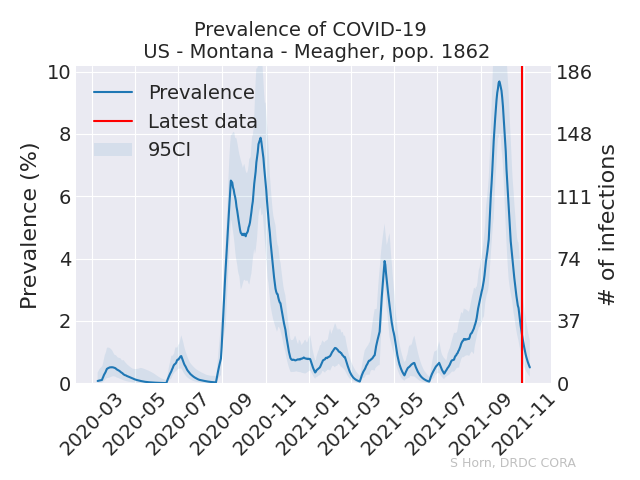 Prevalence of COVID-19
US - Montana - Meagher, pop. 1862
Prevalence (%)
10
8
6
4
2
0
Prevalence
Latest data
95CI
186
148
111
74
37
0
# of infections
2020-03
2020-05
2020-07
2020-09
2020-11
2021-01
2021-03
2021-05
2021-07
2021-09
2021-11
S Horn, DRDC CORA